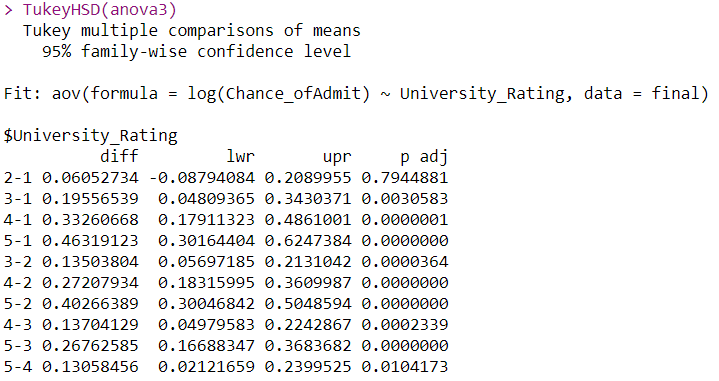 > TukeyHSD(anova3)
  Tukey multiple comparisons of means
    95% family-wise confidence level

Fit: aov(formula = log(Chance_ofAdmit) ~ University_Rating, data = final)

$University_Rating
          diff         lwr       upr     p adj
2-1 0.06052734 -0.08794084 0.2089955 0.7944881
3-1 0.19556539  0.04809365 0.3430371 0.0030583
4-1 0.33260668  0.17911323 0.4861001 0.0000001
5-1 0.46319123  0.30164404 0.6247384 0.0000000
3-2 0.13503804  0.05697185 0.2131042 0.0000364
4-2 0.27207934  0.18315995 0.3609987 0.0000000
5-2 0.40266389  0.30046842 0.5048594 0.0000000
4-3 0.13704129  0.04979583 0.2242867 0.0002339
5-3 0.26762585  0.16688347 0.3683682 0.0000000
5-4 0.13058456  0.02121659 0.2399525 0.0104173